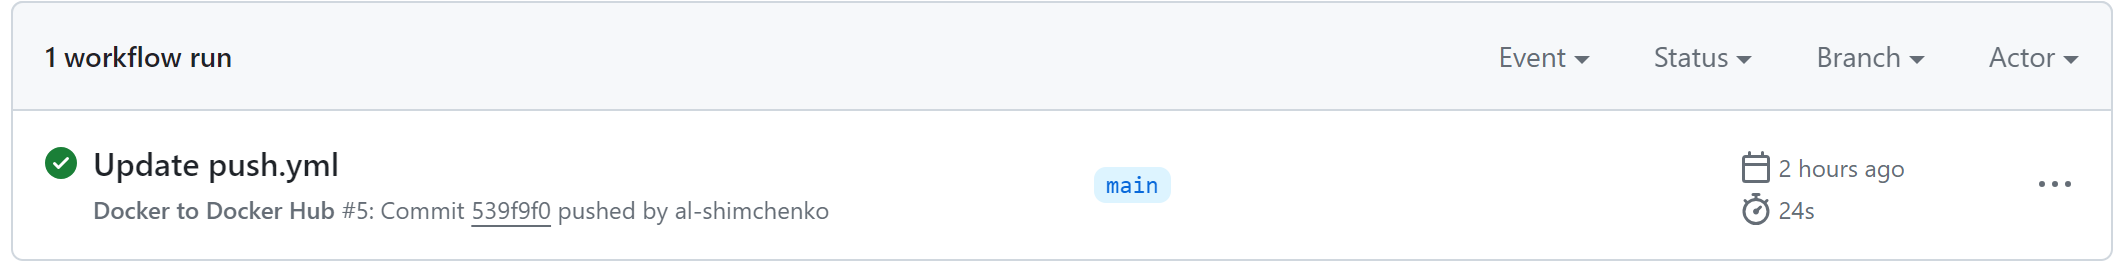 1 workflow run
Event
Status
Branch
Actor
Update push.yml
Docker to Docker Hub #5: Commit 539f9f0 pushed by al-shimchenko
main
2 hours ago
24s